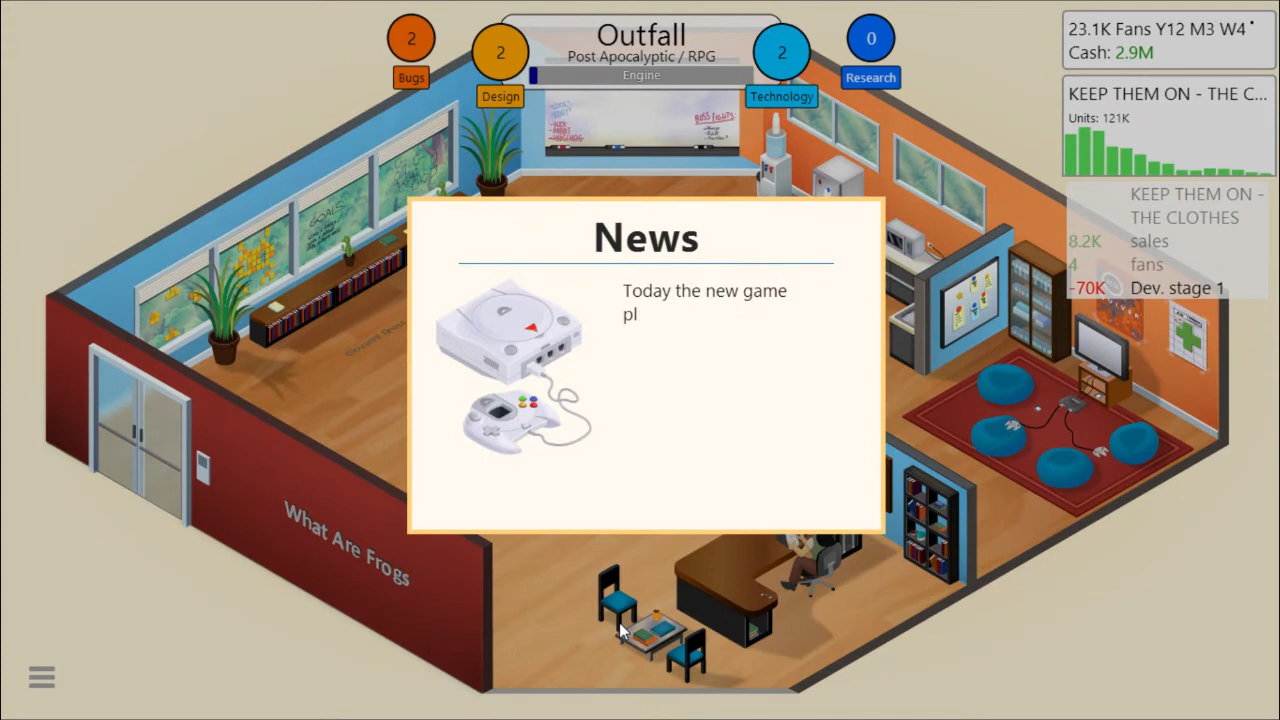 Outfall
Post Apocalyptic / RPG
Engine
2
Bugs
2
Design
2
Technology
0
Research
23.1K Fans Y12 M3 W4
Cash: 2.9M
KEEP THEM ON - THE C...
Units: 121K
KEEP THEM ON -
THE CLOTHES
8.2K sales
4 fans
-70K Dev. stage 1
BOSS FIGHTS:
GOALS:
News
Today the new game
pl
What Are Frogs